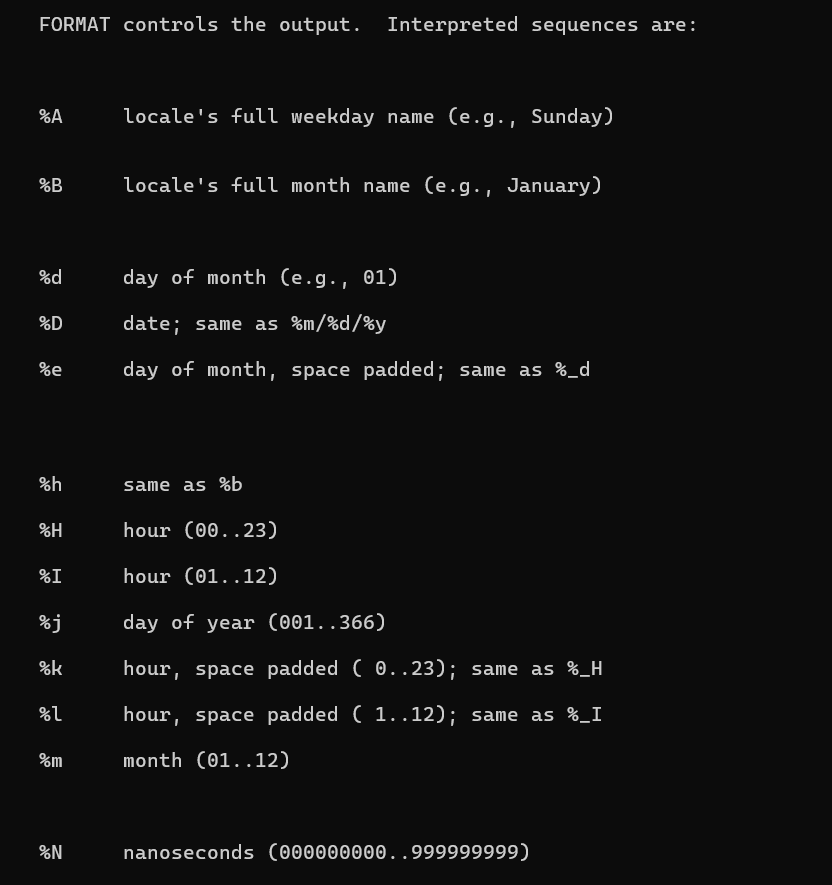 FORMAT controls the output.  Interpreted sequences are:
%A     locale's full weekday name (e.g., Sunday)
%B     locale's full month name (e.g., January)
%d     day of month (e.g., 01)
%D     date; same as %m/%d/%y
%e     day of month, space padded; same as %_d
%h     same as %b
%H     hour (00..23)
%I     hour (01..12)
%j     day of year (001..366)
%k     hour, space padded ( 0..23); same as %_H
%l     hour, space padded ( 1..12); same as %_I
%m     month (01..12)
%N     nanoseconds (000000000..999999999)